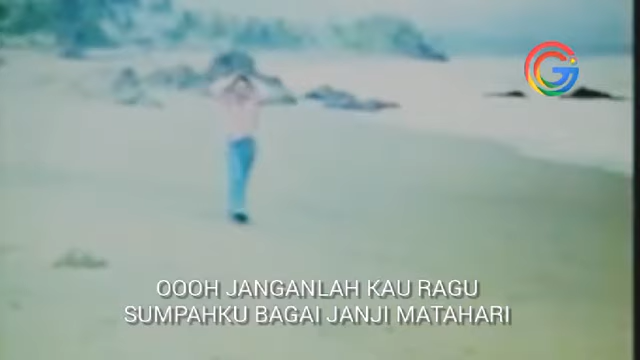 OOOH JANGANLAH KAU RAGU
SUMPAHKU BAGAI JANJI MATAHARI